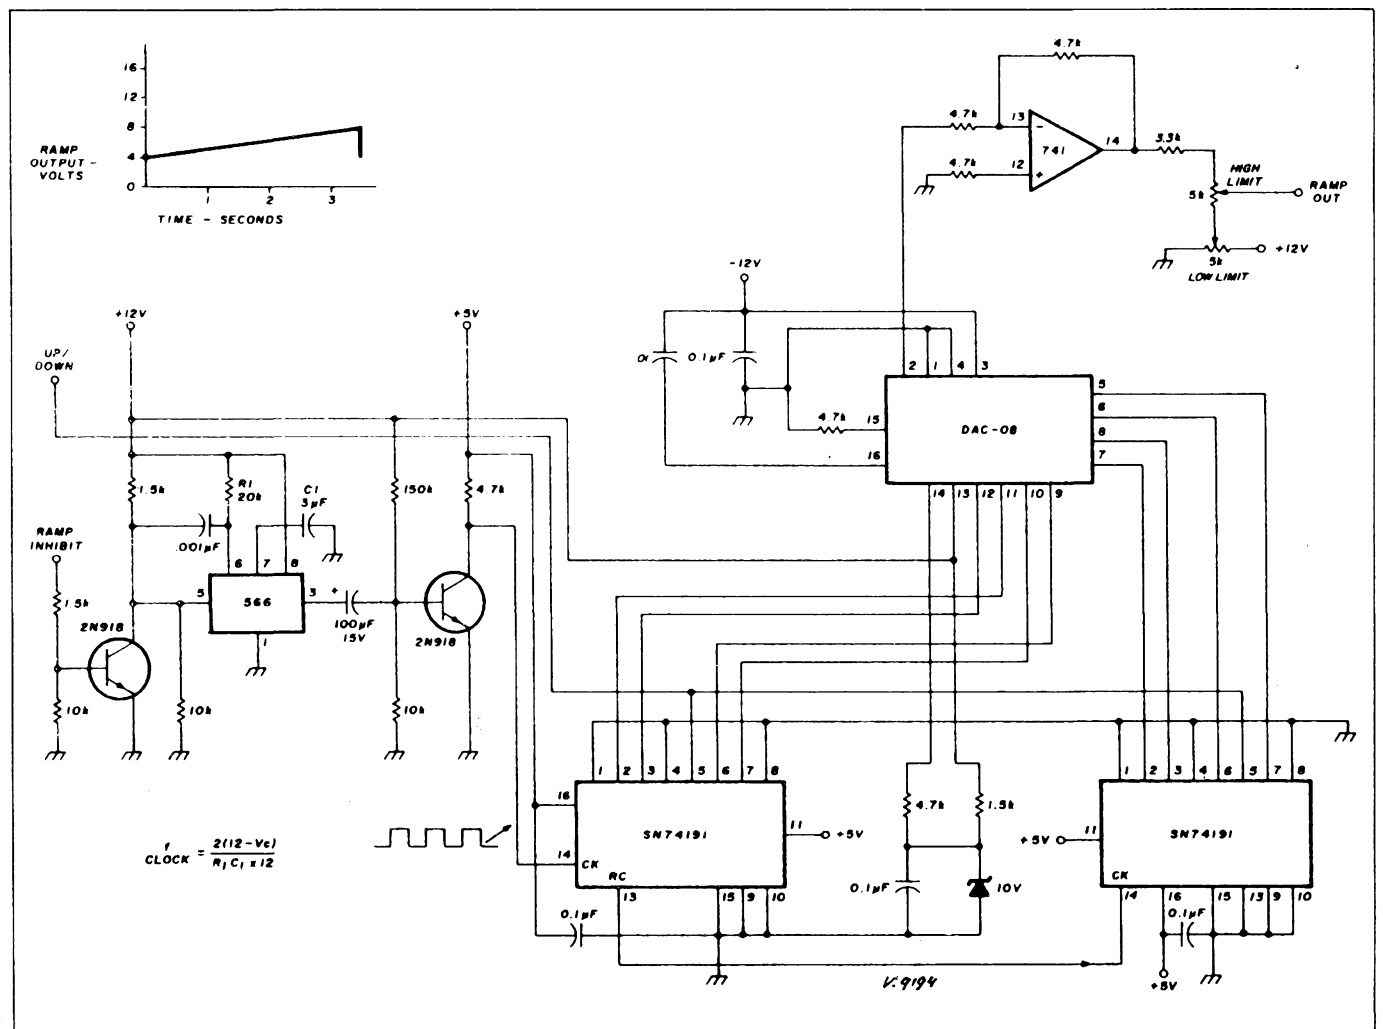 16
12
8
4
0
RAMP
OUTPUT -
VOLTS
1 2 3
TIME - SECONDS
4.7k
4.7k
13
-
741
14
3.3k
4.7k
12
+
HIGH
LIMIT
5k
RAMP
OUT
5k
+12V
LOW LIMIT
-12V
+12V
+5V
UP/
DOWN
.01
0.1µF
2 1 4 3
5
6
8
7
4.7k
15
16
DAC-08
14 13 12 11 10 9
1.5k
R1
20k
C1
3µF
150k
4.7k
RAMP
INHIBIT
.001µF
6 7 8
5
566
3
+
100µF
15V
1
1.5k
2N918
2N918
10k
10k
10k
1 2 3 4 5 6 7 8
16
SN74191
11
+5V
14
CK
RC
13
15 9 10
0.1µF
4.7k
1.5k
0.1µF
10V
1 2 3 4 6 5 7 8
+5V
11
SN74191
CK
14 16 15 13 9 10
0.1µF
+5V
f CLOCK = 2(12-Vc) / R1 C1 x 12
V.9194